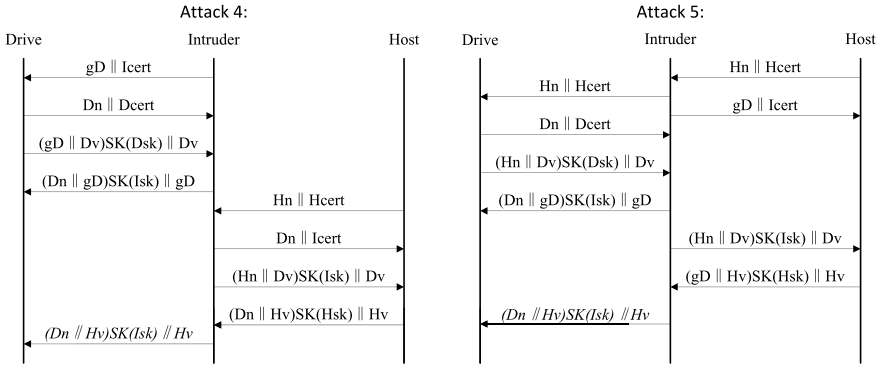 Attack 4:
Drive Intruder Host
gD ‖ Icert
Dn ‖ Dcert
(gD ‖ Dv)SK(Dsk) ‖ Dv
(Dn ‖ gD)SK(Isk) ‖ gD
Hn ‖ Hcert
Dn ‖ Icert
(Hn ‖ Dv)SK(Isk) ‖ Dv
(Dn ‖ Hv)SK(Hsk) ‖ Hv
(Dn ‖ Hv)SK(Isk) ‖ Hv
Attack 5:
Drive Intruder Host
Hn ‖ Hcert
Hn ‖ Hcert
gD ‖ Icert
Dn ‖ Dcert
(Hn ‖ Dv)SK(Dsk) ‖ Dv
(Dn ‖ gD)SK(Isk) ‖ gD
(Hn ‖ Dv)SK(Isk) ‖ Dv
(gD ‖ Hv)SK(Hsk) ‖ Hv
(Dn ‖ Hv)SK(Isk) ‖ Hv